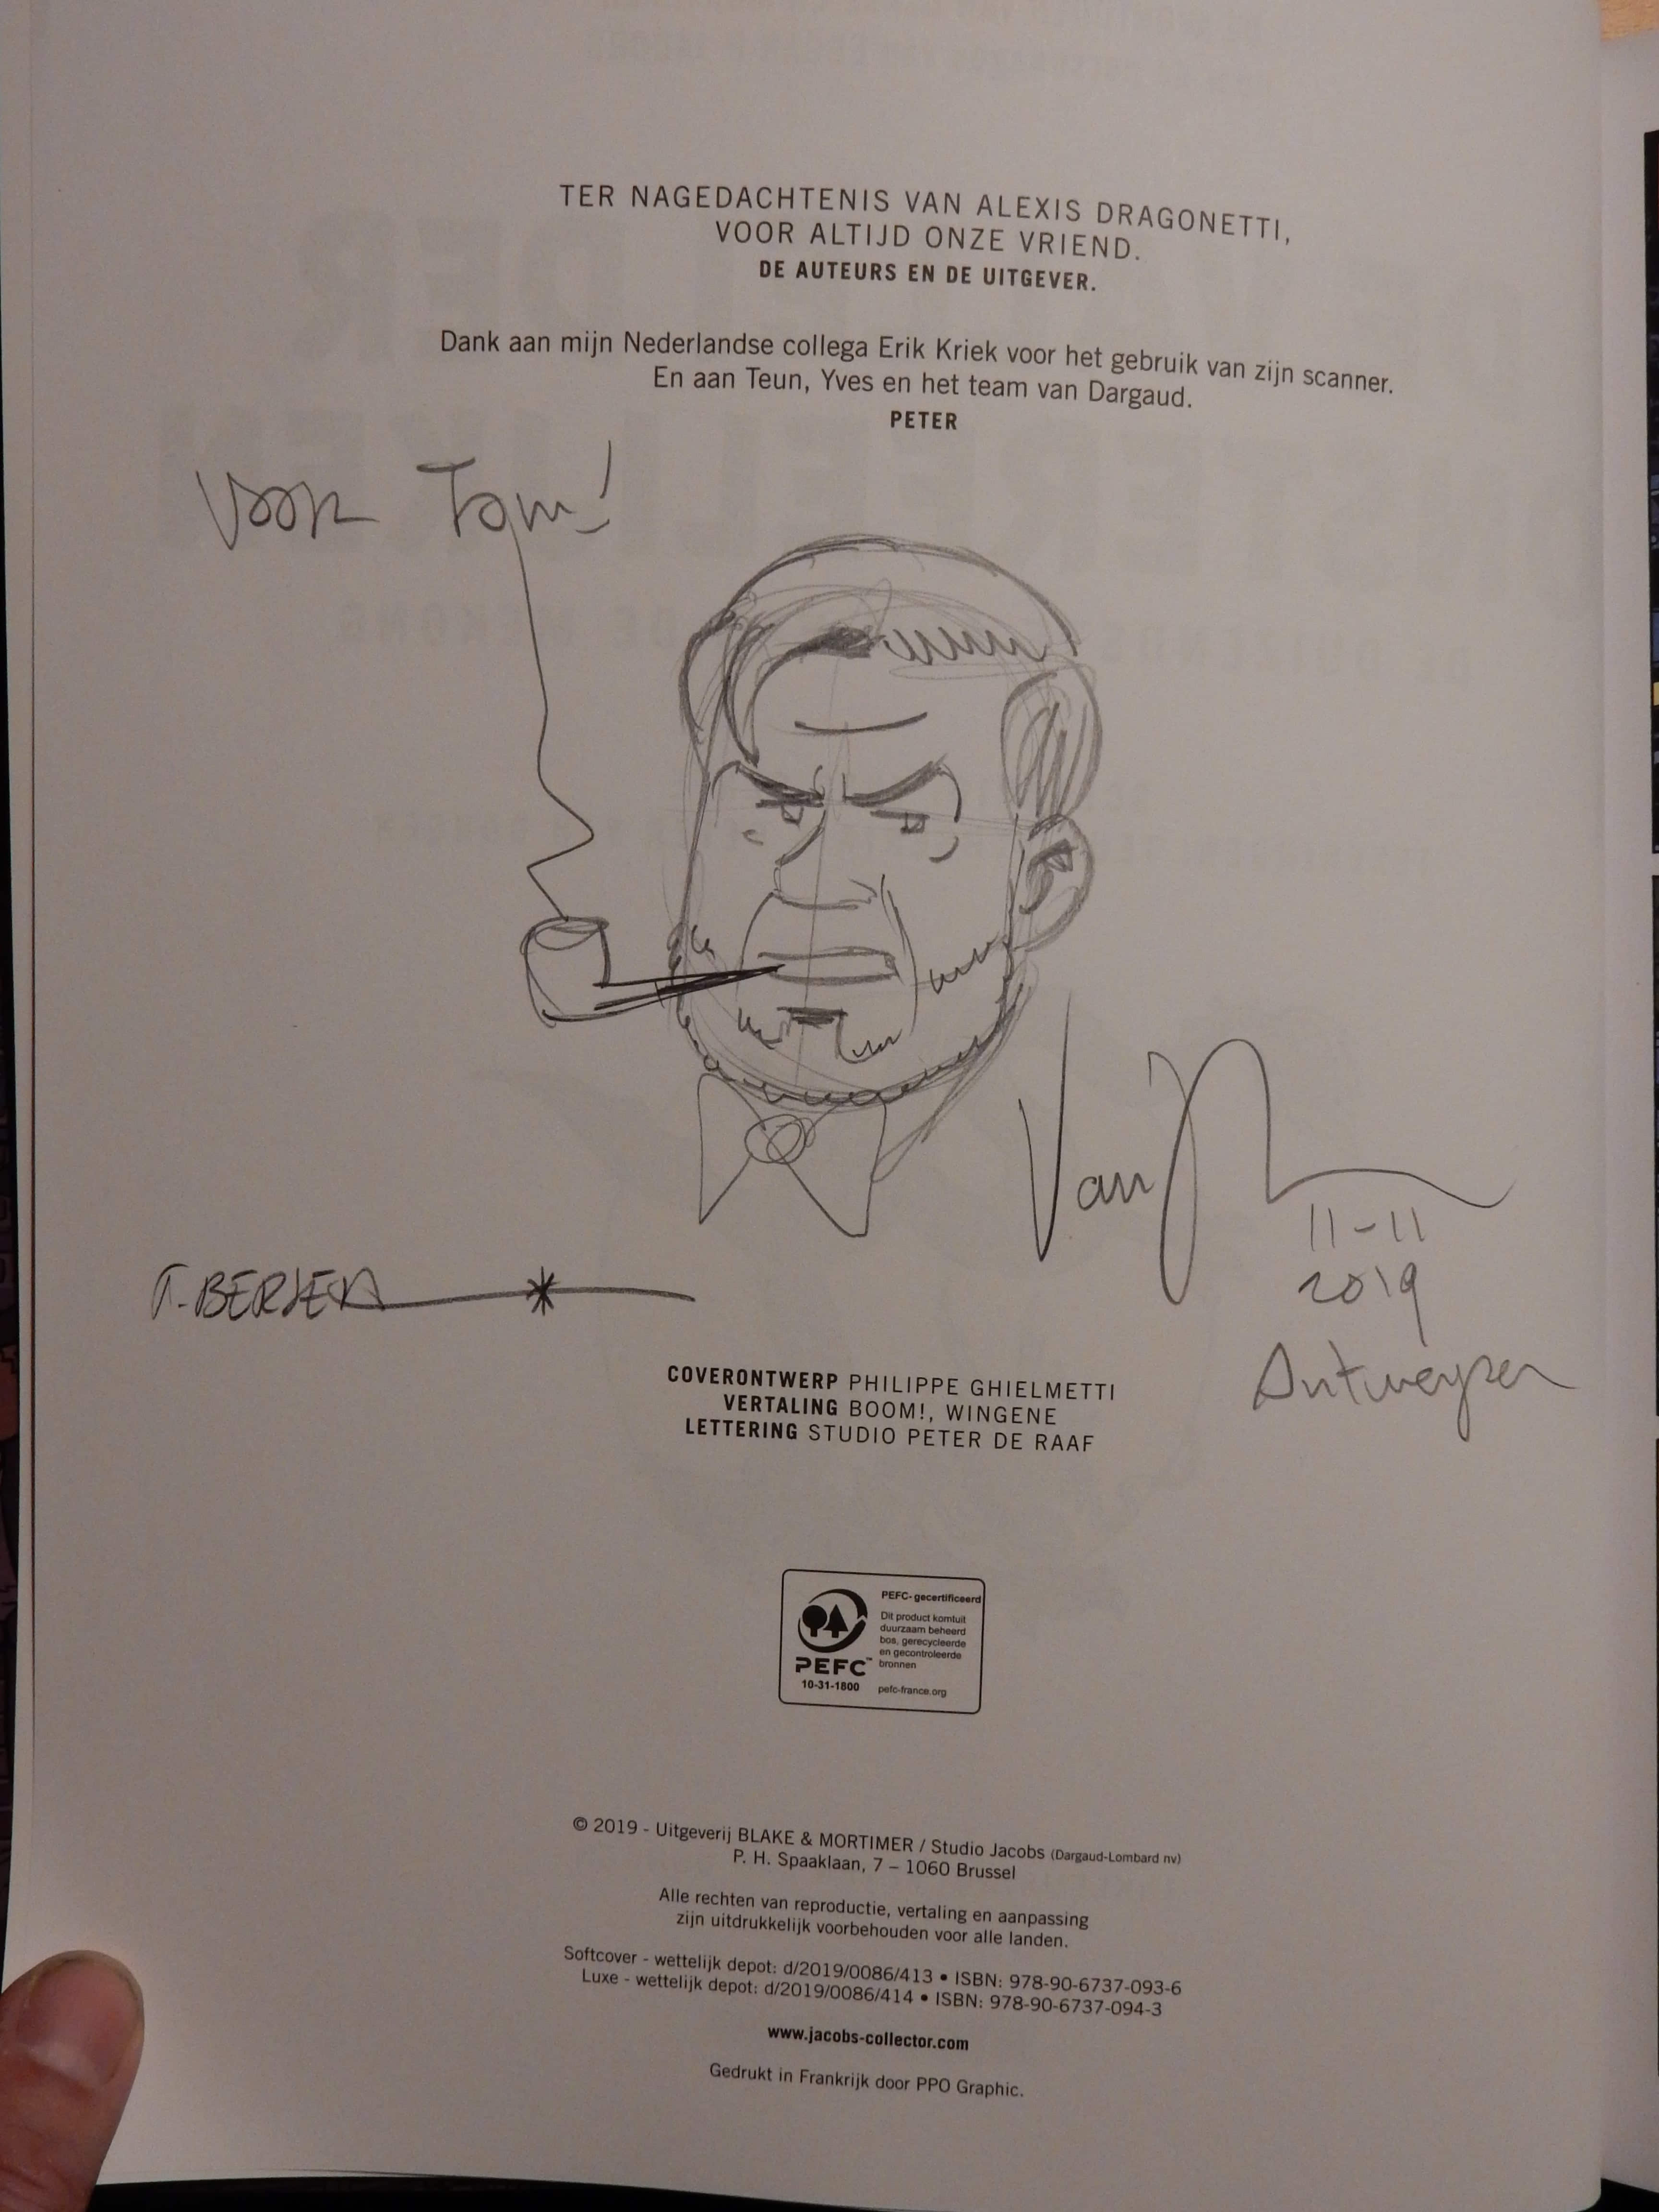 TER NAGEDACHTENIS VAN ALEXIS DRAGONETTI,
VOOR ALTIJD ONZE VRIEND.
DE AUTEURS EN DE UITGEVER.
Dank aan mijn Nederlandse collega Erik Kriek voor het gebruik van zijn scanner.
En aan Teun, Yves en het team van Dargaud.
PETER
Voor Tom!
Van
11-11
2019
Antwerpen
T. BERSERIK
COVERONTWERP PHILIPPE GHIELMETTI
VERTALING BOOM!, WINGENE
LETTERING STUDIO PETER DE RAAF
PEFC- gecertificeerd
Dit product komt uit
duurzaam beheerd
bos, gerecycleerde
en gecontroleerde
bronnen
PEFC™
10-31-1800
pefc-france.org
© 2019 - Uitgeverij BLAKE & MORTIMER / Studio Jacobs (Dargaud-Lombard nv)
P. H. Spaaklaan, 7 – 1060 Brussel
Alle rechten van reproductie, vertaling en aanpassing
zijn uitdrukkelijk voorbehouden voor alle landen.
Softcover - wettelijk depot: d/2019/0086/413 • ISBN: 978-90-6737-093-6
Luxe - wettelijk depot: d/2019/0086/414 • ISBN: 978-90-6737-094-3
www.jacobs-collector.com
Gedrukt in Frankrijk door PPO Graphic.